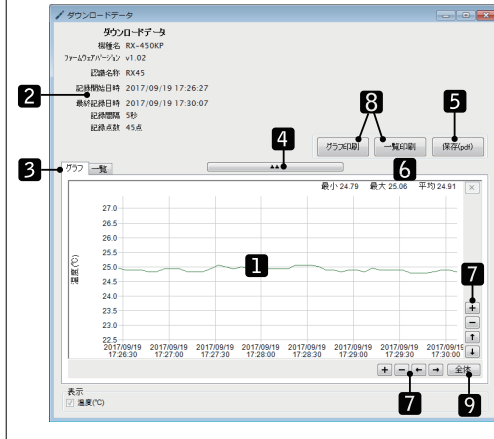 ダウンロードデータ
ダウンロードデータ
機種名 RX-450KP
ファームウェアバージョン v1.02
認識名称 RX45
2
記録開始日時 2017/09/19 17:26:27
最終記録日時 2017/09/19 17:30:07
記録間隔 5秒
記録点数 45点
8
5
4
グラフ印刷 一覧印刷 保存(pdf)
3
グラフ 一覧
▲▲
6
最小 24.79 最大 25.06 平均 24.91 ×
温度(℃)
27.0
26.5
26.0
25.5
25.0
24.5
24.0
23.5
23.0
22.5
1
7
+
−
↑
↓
2017/09/19 17:26:30
2017/09/19 17:27:00
2017/09/19 17:27:30
2017/09/19 17:28:00
2017/09/19 17:28:30
2017/09/19 17:29:00
2017/09/19 17:29:30
2017/09/19 17:30:00
+ − ← → 全体
表示
温度(℃)
7
9